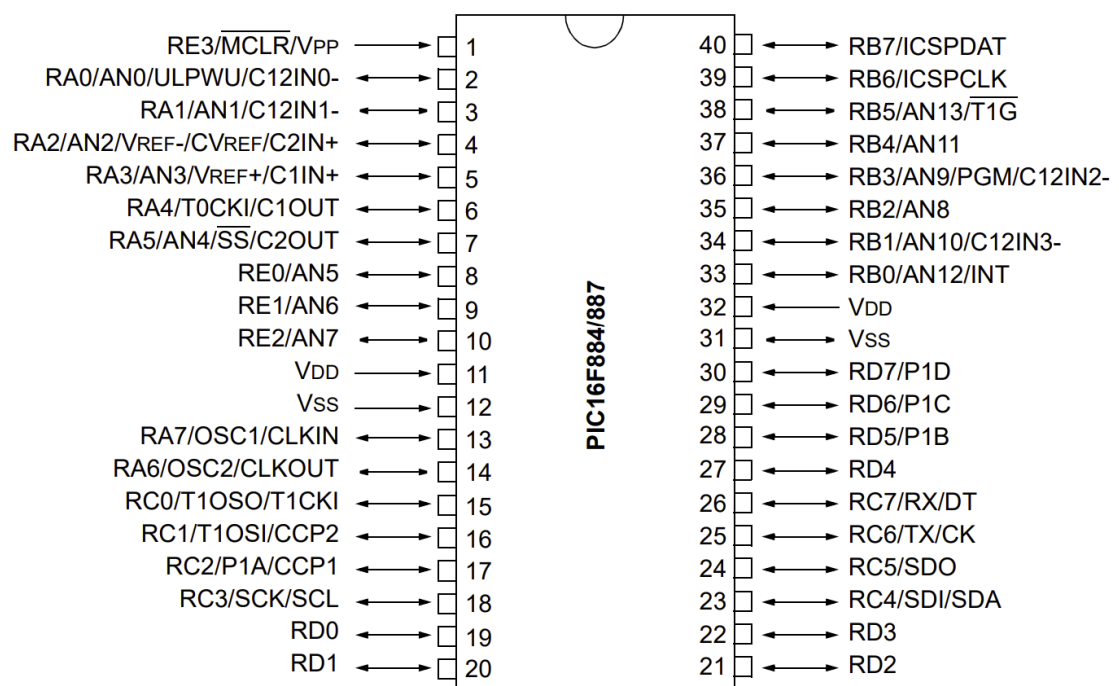 RE3/MCLR/VPP 1
RA0/AN0/ULPWU/C12IN0- 2
RA1/AN1/C12IN1- 3
RA2/AN2/VREF-/CVREF/C2IN+ 4
RA3/AN3/VREF+/C1IN+ 5
RA4/T0CKI/C1OUT 6
RA5/AN4/SS/C2OUT 7
RE0/AN5 8
RE1/AN6 9
RE2/AN7 10
VDD 11
VSS 12
RA7/OSC1/CLKIN 13
RA6/OSC2/CLKOUT 14
RC0/T1OSO/T1CKI 15
RC1/T1OSI/CCP2 16
RC2/P1A/CCP1 17
RC3/SCK/SCL 18
RD0 19
RD1 20
PIC16F884/887
40 RB7/ICSPDAT
39 RB6/ICSPCLK
38 RB5/AN13/T1G
37 RB4/AN11
36 RB3/AN9/PGM/C12IN2-
35 RB2/AN8
34 RB1/AN10/C12IN3-
33 RB0/AN12/INT
32 VDD
31 VSS
30 RD7/P1D
29 RD6/P1C
28 RD5/P1B
27 RD4
26 RC7/RX/DT
25 RC6/TX/CK
24 RC5/SDO
23 RC4/SDI/SDA
22 RD3
21 RD2